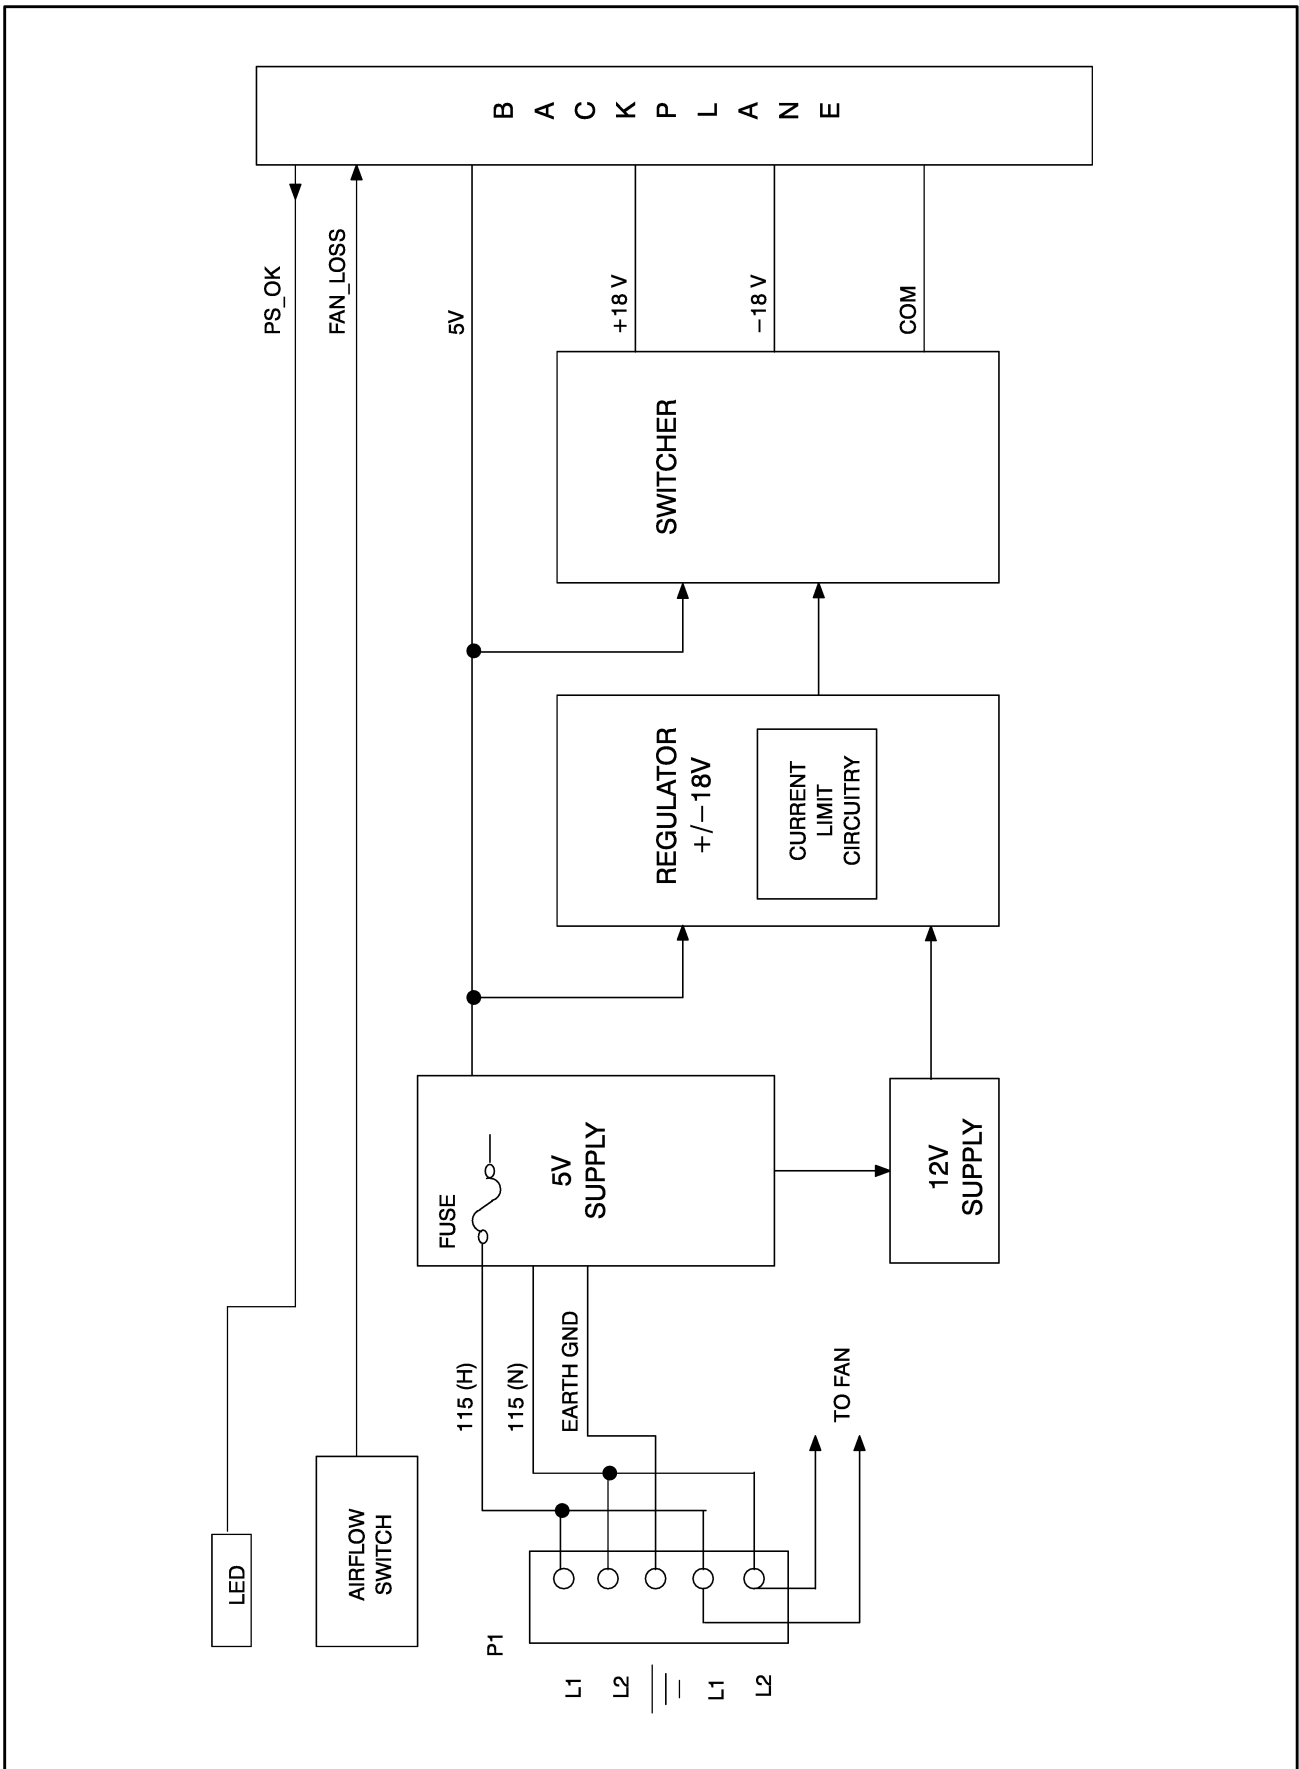 B A C K P L A N E
PS_OK
FAN_LOSS
5V
+18 V
−18 V
COM
SWITCHER
REGULATOR
+/−18V
CURRENT
LIMIT
CIRCUITRY
FUSE
5V
SUPPLY
12V
SUPPLY
115 (H)
115 (N)
EARTH GND
TO FAN
LED
AIRFLOW
SWITCH
P1
L1
L2
L1
L2